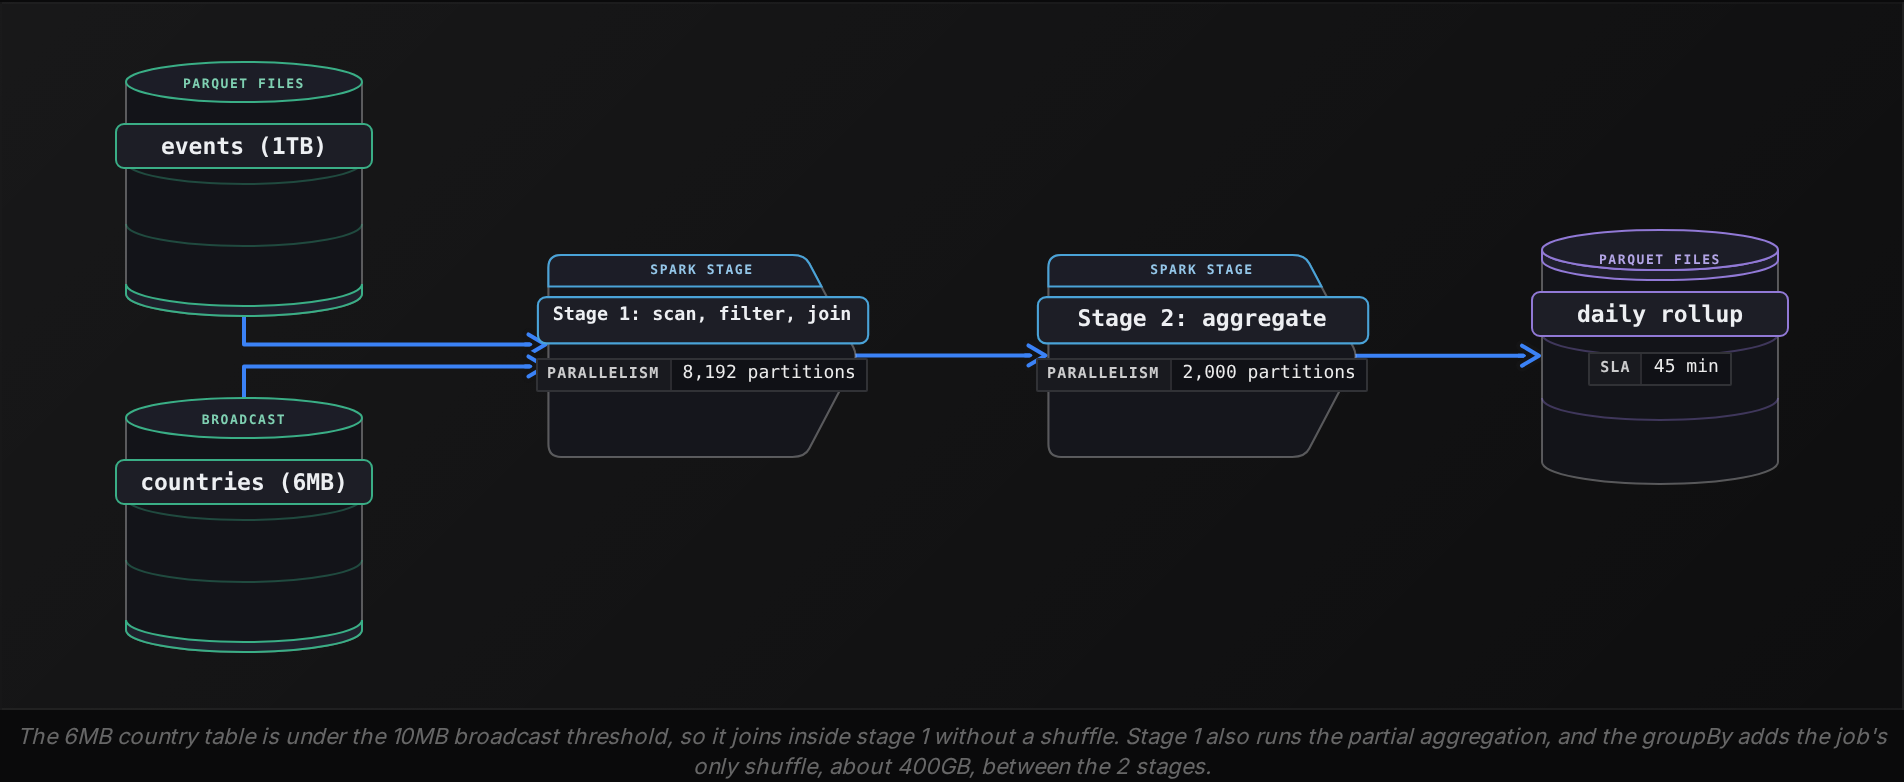 PARQUET FILES
events (1TB)
BROADCAST
countries (6MB)
SPARK STAGE
Stage 1: scan, filter, join
PARALLELISM 8,192 partitions
SPARK STAGE
Stage 2: aggregate
PARALLELISM 2,000 partitions
PARQUET FILES
daily rollup
SLA 45 min
The 6MB country table is under the 10MB broadcast threshold, so it joins inside stage 1 without a shuffle. Stage 1 also runs the partial aggregation, and the groupBy adds the job's
only shuffle, about 400GB, between the 2 stages.